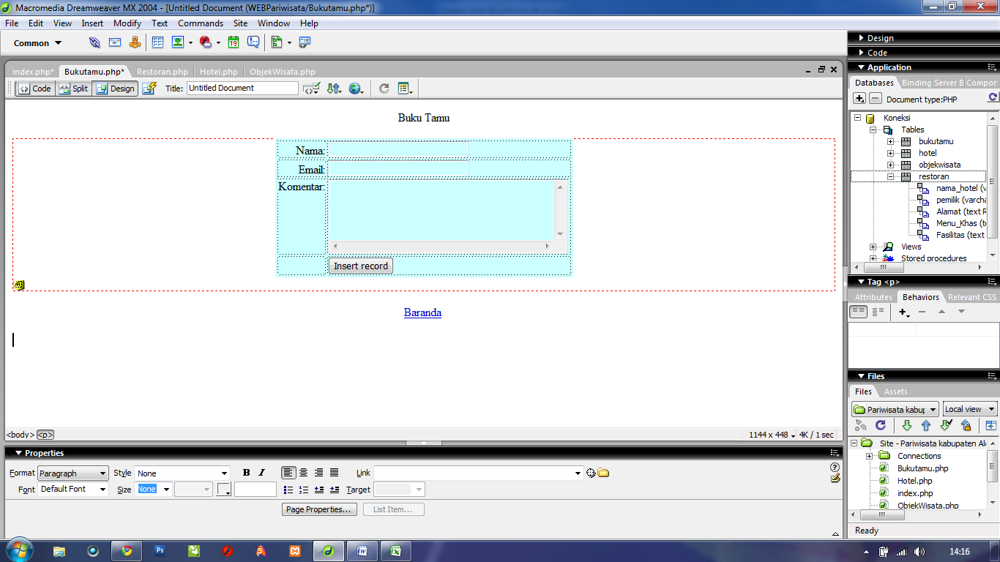 Macromedia Dreamweaver MX 2004 - [Untitled Document (WEBPariwisata/Bukutamu.php*)]
File Edit View Insert Modify Text Commands Site Window Help
Common
index.php* Bukutamu.php* Restoran.php Hotel.php ObjekWisata.php
Code Split Design Title: Untitled Document
Buku Tamu
Nama:
Email:
Komentar:
Insert record
Baranda
<body> <p> 1144 x 448 4K / 1 sec
Properties
Format Paragraph Style None B I Link
Font Default Font Size None Target
Page Properties... List Item...
Design
Code
Application
Databases Binding Server B Compor
Document type:PHP
Koneksi
Tables
bukutamu
hotel
objekwisata
restoran
nama_hotel (v
pemilik (varcha
Alamat (text R
Menu_Khas (t
Fasilitas (text
Views
Stored procedures
Tag <p>
Attributes Behaviors Relevant CSS
Files
Files Assets
Pariwisata kabup Local view
Site - Pariwisata kabupaten Al
Connections
Bukutamu.php
Hotel.php
index.php
ObjekWisata.php
Ready
14:16